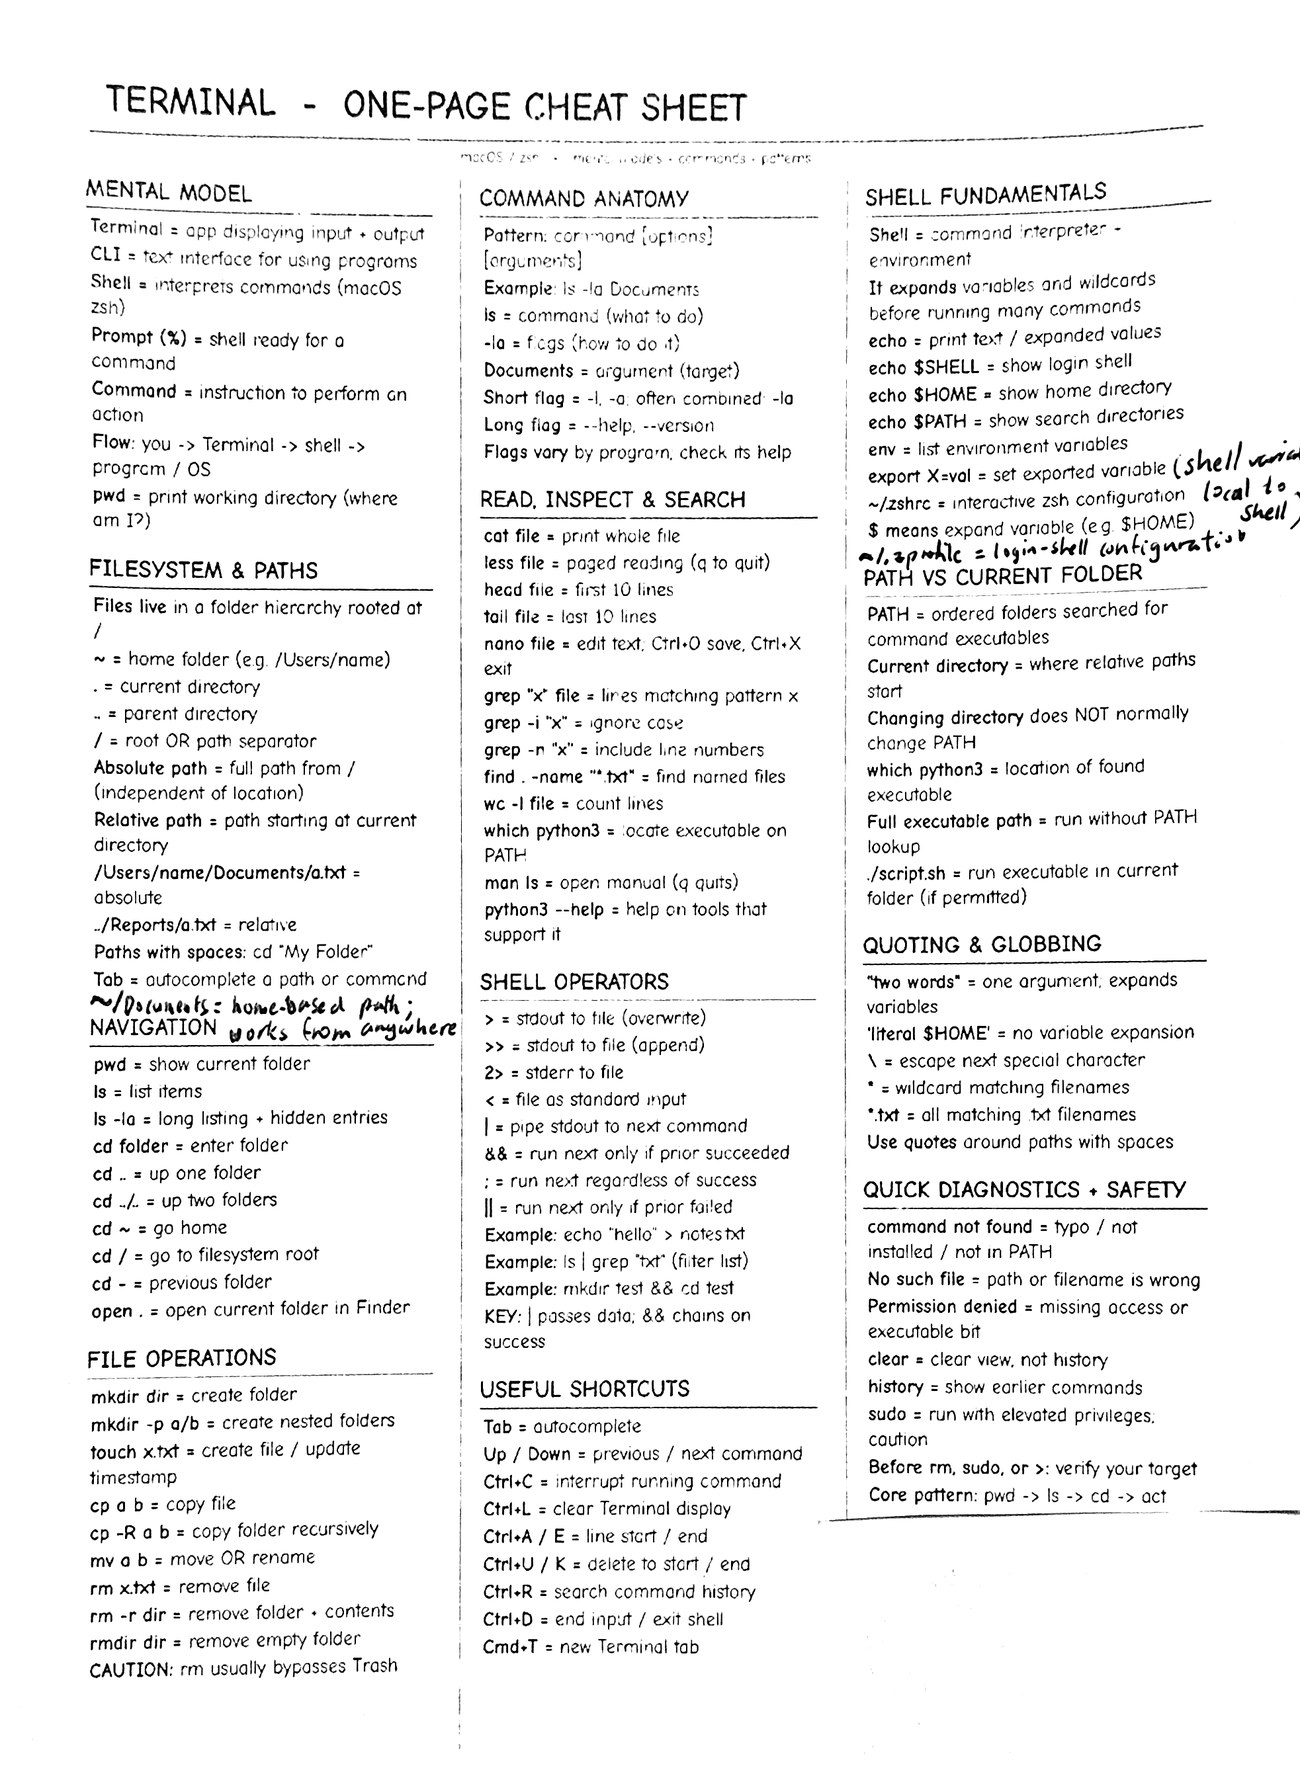 TERMINAL - ONE-PAGE CHEAT SHEET
macOS / zsh • mental models • commands • patterns
MENTAL MODEL
Terminal = app displaying input + output
CLI = text interface for using programs
Shell = interprets commands (macOS
zsh)
Prompt (%) = shell ready for a
command
Command = instruction to perform an
action
Flow: you -> Terminal -> shell ->
program / OS
pwd = print working directory (where
am I?)
FILESYSTEM & PATHS
Files live in a folder hierarchy rooted at
/
~ = home folder (e.g. /Users/name)
. = current directory
.. = parent directory
/ = root OR path separator
Absolute path = full path from /
(independent of location)
Relative path = path starting at current
directory
/Users/name/Documents/a.txt =
absolute
../Reports/a.txt = relative
Paths with spaces: cd "My Folder"
Tab = autocomplete a path or command
~/Documents = home-based path;
works from anywhere
NAVIGATION
pwd = show current folder
ls = list items
ls -la = long listing + hidden entries
cd folder = enter folder
cd .. = up one folder
cd ../.. = up two folders
cd ~ = go home
cd / = go to filesystem root
cd - = previous folder
open . = open current folder in Finder
FILE OPERATIONS
mkdir dir = create folder
mkdir -p a/b = create nested folders
touch x.txt = create file / update
timestamp
cp a b = copy file
cp -R a b = copy folder recursively
mv a b = move OR rename
rm x.txt = remove file
rm -r dir = remove folder + contents
rmdir dir = remove empty folder
CAUTION: rm usually bypasses Trash
COMMAND ANATOMY
Pattern: command [options]
[arguments]
Example: ls -la Documents
ls = command (what to do)
-la = flags (how to do it)
Documents = argument (target)
Short flag = -l, -a; often combined: -la
Long flag = --help, --version
Flags vary by program, check its help
READ, INSPECT & SEARCH
cat file = print whole file
less file = paged reading (q to quit)
head file = first 10 lines
tail file = last 10 lines
nano file = edit text; Ctrl+O save, Ctrl+X
exit
grep "x" file = lines matching pattern x
grep -i "x" = ignore case
grep -n "x" = include line numbers
find . -name "*.txt" = find named files
wc -l file = count lines
which python3 = locate executable on
PATH
man ls = open manual (q quits)
python3 --help = help on tools that
support it
SHELL OPERATORS
> = stdout to file (overwrite)
>> = stdout to file (append)
2> = stderr to file
< = file as standard input
| = pipe stdout to next command
&& = run next only if prior succeeded
; = run next regardless of success
|| = run next only if prior failed
Example: echo "hello" > notes.txt
Example: ls | grep "txt" (filter list)
Example: mkdir test && cd test
KEY: | passes data; && chains on
success
USEFUL SHORTCUTS
Tab = autocomplete
Up / Down = previous / next command
Ctrl+C = interrupt running command
Ctrl+L = clear Terminal display
Ctrl+A / E = line start / end
Ctrl+U / K = delete to start / end
Ctrl+R = search command history
Ctrl+D = end input / exit shell
Cmd+T = new Terminal tab
SHELL FUNDAMENTALS
Shell = command interpreter +
environment
It expands variables and wildcards
before running many commands
echo = print text / expanded values
echo $SHELL = show login shell
echo $HOME = show home directory
echo $PATH = show search directories
env = list environment variables
export X=val = set exported variable (shell
~/.zshrc = interactive zsh configuration local to
$ means expand variable (e.g. $HOME) shell
~/.zprofile = login-shell configuration
PATH VS CURRENT FOLDER
PATH = ordered folders searched for
command executables
Current directory = where relative paths
start
Changing directory does NOT normally
change PATH
which python3 = location of found
executable
Full executable path = run without PATH
lookup
./script.sh = run executable in current
folder (if permitted)
QUOTING & GLOBBING
"two words" = one argument; expands
variables
'literal $HOME' = no variable expansion
\ = escape next special character
* = wildcard matching filenames
*.txt = all matching .txt filenames
Use quotes around paths with spaces
QUICK DIAGNOSTICS + SAFETY
command not found = typo / not
installed / not in PATH
No such file = path or filename is wrong
Permission denied = missing access or
executable bit
clear = clear view, not history
history = show earlier commands
sudo = run with elevated privileges;
caution
Before rm, sudo, or >: verify your target
Core pattern: pwd -> ls -> cd -> act